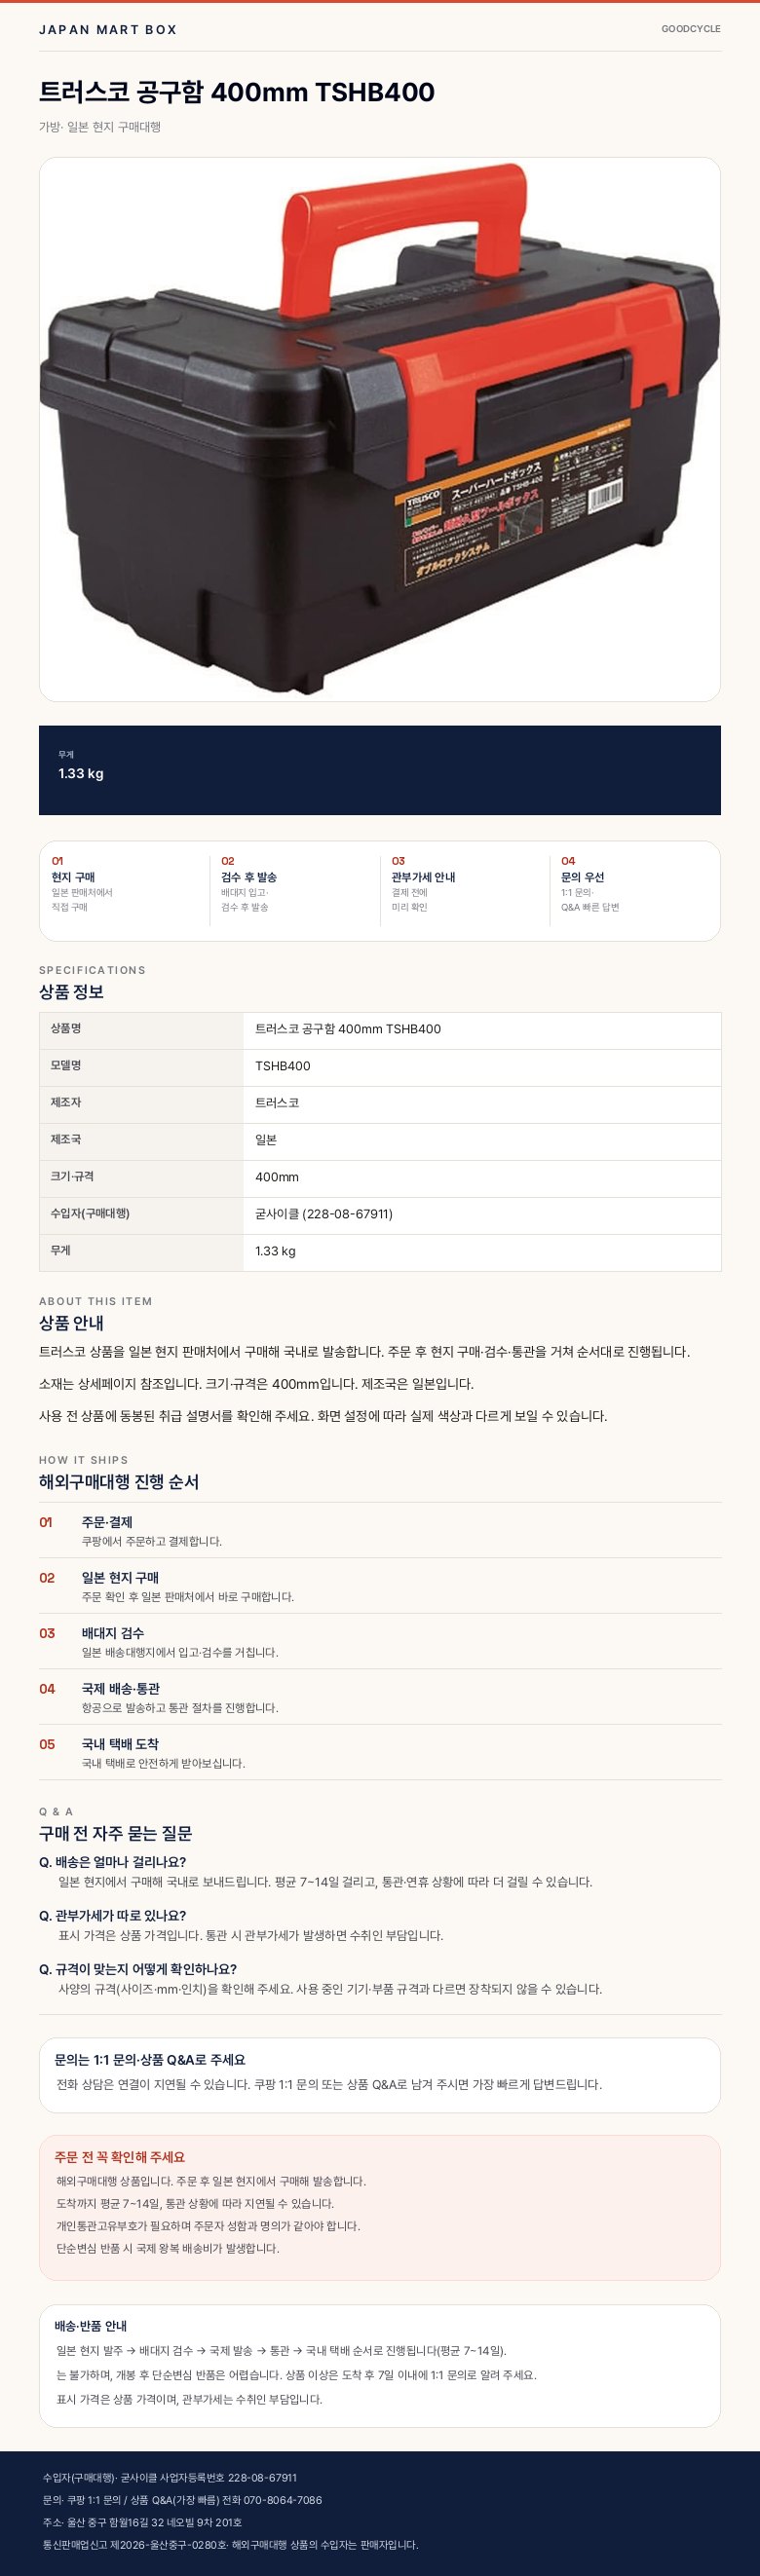 JAPAN MART BOX
GOODCYCLE
트러스코 공구함 400mm TSHB400
가방· 일본 현지 구매대행
TRUSCO
スーパーハードボックス
品番 TSHB-400
ダブルロックシステム
무게
1.33 kg
01
현지 구매
일본 판매처에서
직접 구매
02
검수 후 발송
배대지 입고·
검수 후 발송
03
관부가세 안내
결제 전에
미리 확인
04
문의 우선
1:1 문의·
Q&A 빠른 답변
SPECIFICATIONS
상품 정보
상품명 트러스코 공구함 400mm TSHB400
모델명 TSHB400
제조자 트러스코
제조국 일본
크기·규격 400mm
수입자(구매대행) 굳사이클 (228-08-67911)
무게 1.33 kg
ABOUT THIS ITEM
상품 안내
트러스코 상품을 일본 현지 판매처에서 구매해 국내로 발송합니다. 주문 후 현지 구매·검수·통관을 거쳐 순서대로 진행됩니다.
소재는 상세페이지 참조입니다. 크기·규격은 400mm입니다. 제조국은 일본입니다.
사용 전 상품에 동봉된 취급 설명서를 확인해 주세요. 화면 설정에 따라 실제 색상과 다르게 보일 수 있습니다.
HOW IT SHIPS
해외구매대행 진행 순서
01 주문·결제
쿠팡에서 주문하고 결제합니다.
02 일본 현지 구매
주문 확인 후 일본 판매처에서 바로 구매합니다.
03 배대지 검수
일본 배송대행지에서 입고·검수를 거칩니다.
04 국제 배송·통관
항공으로 발송하고 통관 절차를 진행합니다.
05 국내 택배 도착
국내 택배로 안전하게 받아보십니다.
Q & A
구매 전 자주 묻는 질문
Q. 배송은 얼마나 걸리나요?
일본 현지에서 구매해 국내로 보내드립니다. 평균 7~14일 걸리고, 통관·연휴 상황에 따라 더 걸릴 수 있습니다.
Q. 관부가세가 따로 있나요?
표시 가격은 상품 가격입니다. 통관 시 관부가세가 발생하면 수취인 부담입니다.
Q. 규격이 맞는지 어떻게 확인하나요?
사양의 규격(사이즈·mm·인치)을 확인해 주세요. 사용 중인 기기·부품 규격과 다르면 장착되지 않을 수 있습니다.
문의는 1:1 문의·상품 Q&A로 주세요
전화 상담은 연결이 지연될 수 있습니다. 쿠팡 1:1 문의 또는 상품 Q&A로 남겨 주시면 가장 빠르게 답변드립니다.
주문 전 꼭 확인해 주세요
해외구매대행 상품입니다. 주문 후 일본 현지에서 구매해 발송합니다.
도착까지 평균 7~14일, 통관 상황에 따라 지연될 수 있습니다.
개인통관고유부호가 필요하며 주문자 성함과 명의가 같아야 합니다.
단순변심 반품 시 국제 왕복 배송비가 발생합니다.
배송·반품 안내
일본 현지 발주 → 배대지 검수 → 국제 발송 → 통관 → 국내 택배 순서로 진행됩니다(평균 7~14일).
는 불가하며, 개봉 후 단순변심 반품은 어렵습니다. 상품 이상은 도착 후 7일 이내에 1:1 문의로 알려 주세요.
표시 가격은 상품 가격이며, 관부가세는 수취인 부담입니다.
수입자(구매대행)· 굳사이클 사업자등록번호 228-08-67911
문의· 쿠팡 1:1 문의 / 상품 Q&A(가장 빠름) 전화 070-8064-7086
주소· 울산 중구 함월16길 32 네오빌 9차 201호
통신판매업신고 제2026-울산중구-0280호· 해외구매대행 상품의 수입자는 판매자입니다.